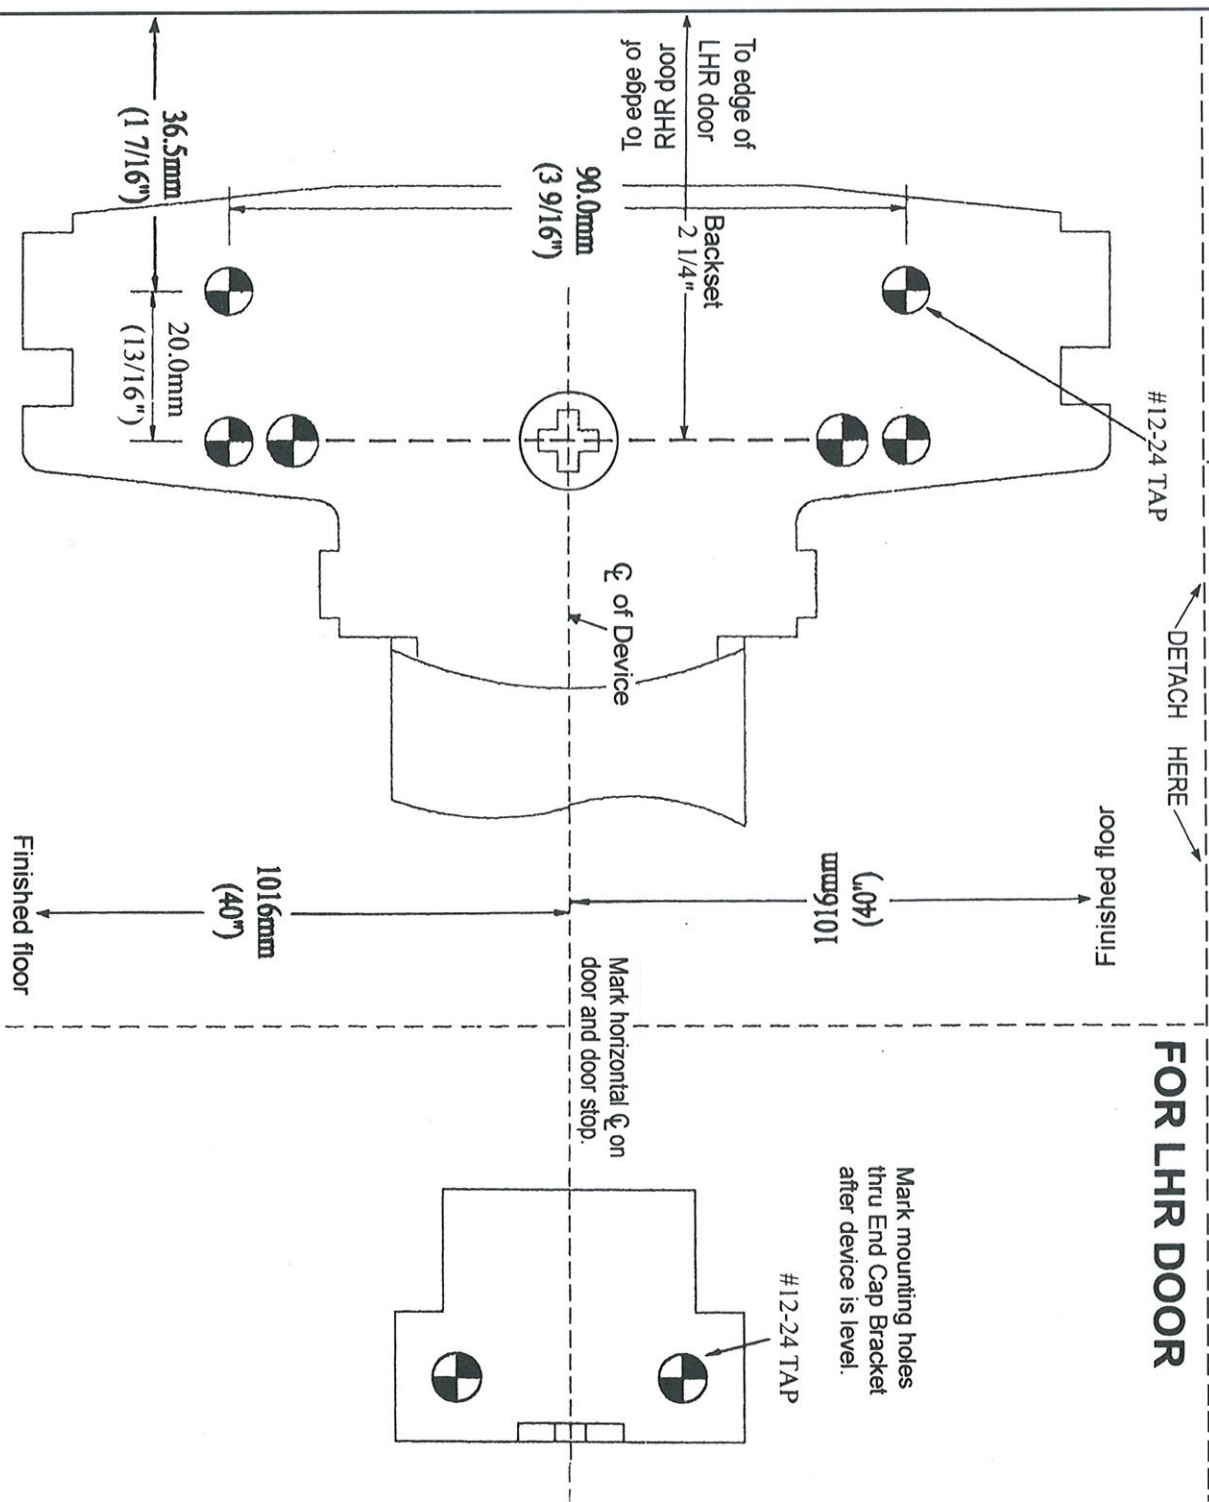 FOR LHR DOOR
DETACH HERE
#12-24 TAP
To edge of
LHR door
To edge of
RHR door
Backset
2 1/4"
90.0mm
(3 9/16")
36.5mm
(1 7/16")
20.0mm
(13/16")
℄ of Device
Finished floor
1016mm
(40")
1016mm
(40")
Finished floor
Mark horizontal ℄ on
door and door stop.
Mark mounting holes
thru End Cap Bracket
after device is level.
#12-24 TAP